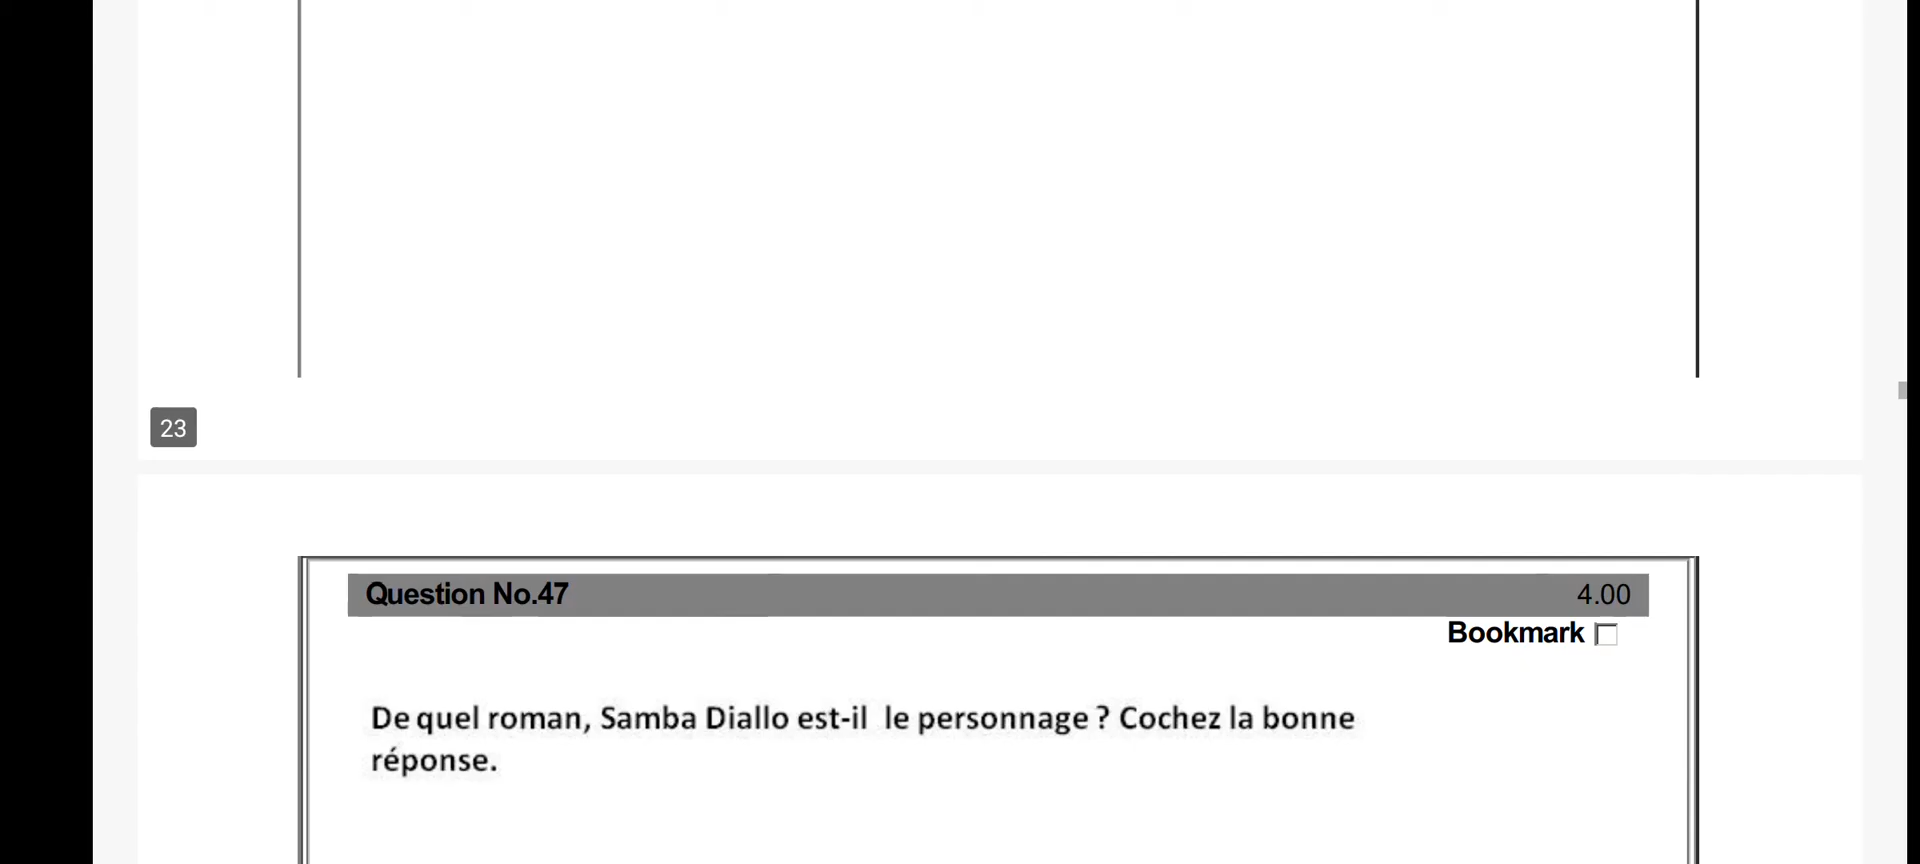 23
Question No.47 4.00
Bookmark
De quel roman, Samba Diallo est-il le personnage ? Cochez la bonne
réponse.